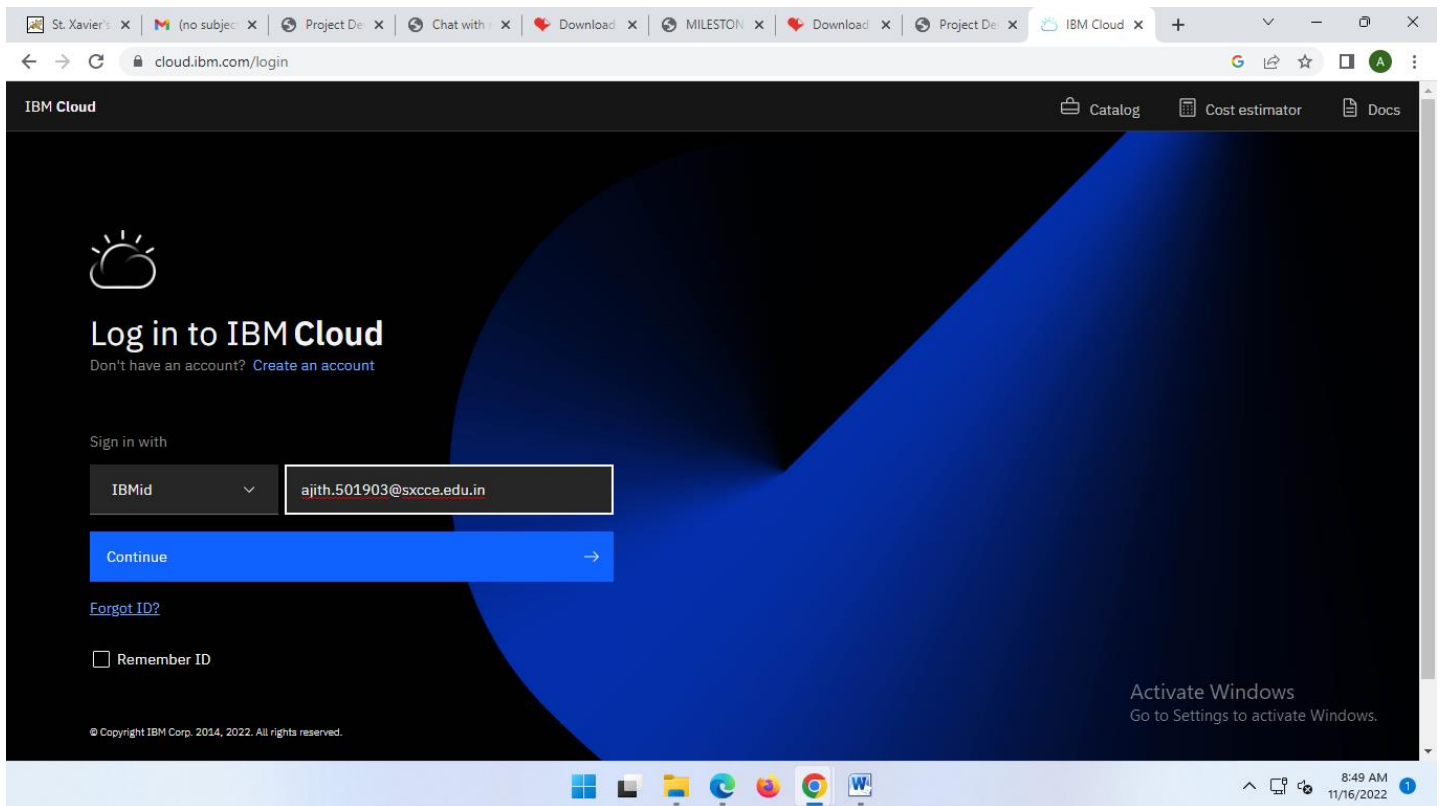 St. Xavier's
(no subjec
Project De
Chat with
Download
MILESTON
Download
Project De
IBM Cloud
cloud.ibm.com/login
G
A
IBM Cloud
Catalog
Cost estimator
Docs
Log in to IBM Cloud
Don't have an account? Create an account
Sign in with
IBMid
ajith.501903@sxcce.edu.in
Continue
Forgot ID?
Remember ID
Activate Windows
Go to Settings to activate Windows.
© Copyright IBM Corp. 2014, 2022. All rights reserved.
W
8:49 AM
11/16/2022
1